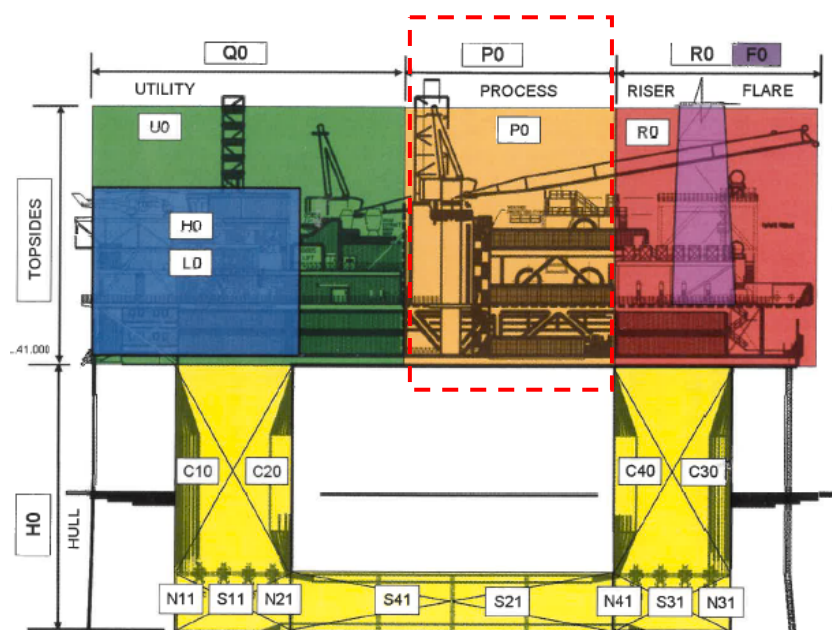 Q0
P0
R0 F0
UTILITY
PROCESS
RISER
FLARE
U0
P0
R0
TOPSIDES
H0
L0
41.000
H0
HULL
C10
C20
C40
C30
N11
S11
N21
S41
S21
N41
S31
N31